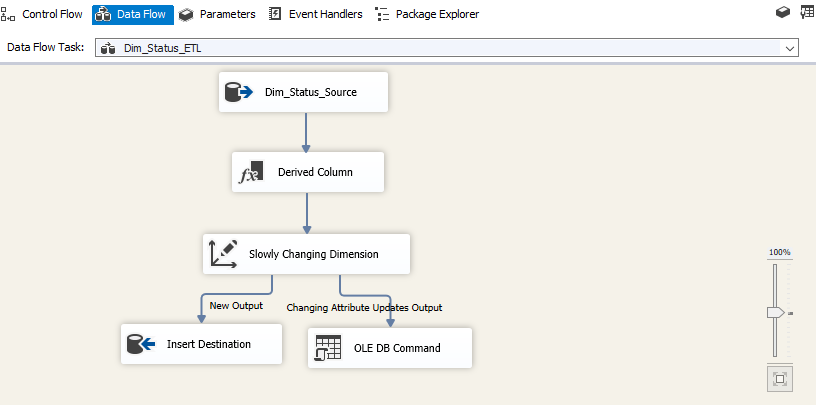 Control Flow Data Flow Parameters Event Handlers Package Explorer
Data Flow Task: Dim_Status_ETL
Dim_Status_Source
fx Derived Column
Slowly Changing Dimension
New Output Changing Attribute Updates Output
Insert Destination OLE DB Command
100%